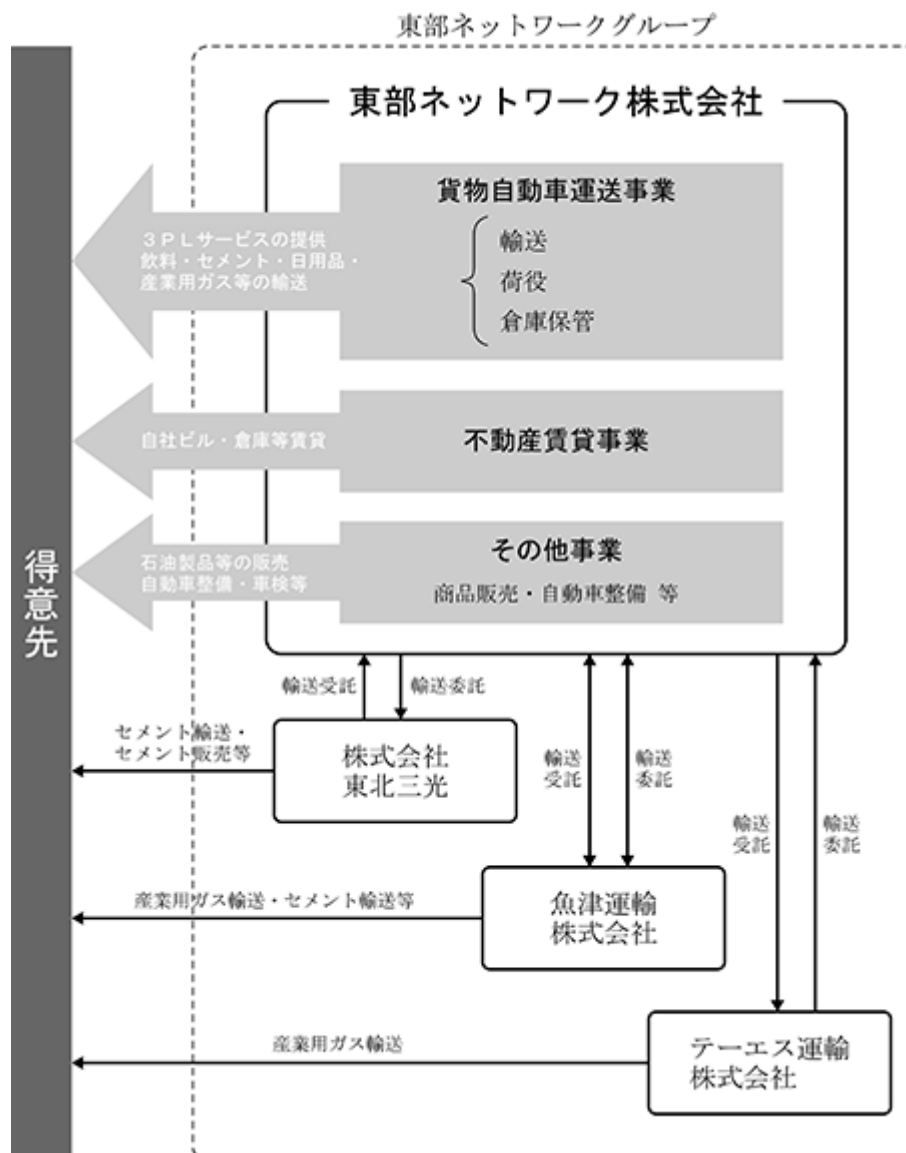 東部ネットワークグループ
東部ネットワーク株式会社
貨物自動車運送事業
輸送
荷役
倉庫保管
3PLサービスの提供
飲料・セメント・日用品・
産業用ガス等の輸送
不動産賃貸事業
自社ビル・倉庫等賃貸
その他事業
商品販売・自動車整備 等
石油製品等の販売
自動車整備・車検等
得意先
輸送受託
輸送委託
セメント輸送・
セメント販売等
株式会社
東北三光
輸送
受託
輸送
委託
輸送
受託
輸送
委託
産業用ガス輸送・セメント輸送等
魚津運輸
株式会社
産業用ガス輸送
テーエス運輸
株式会社